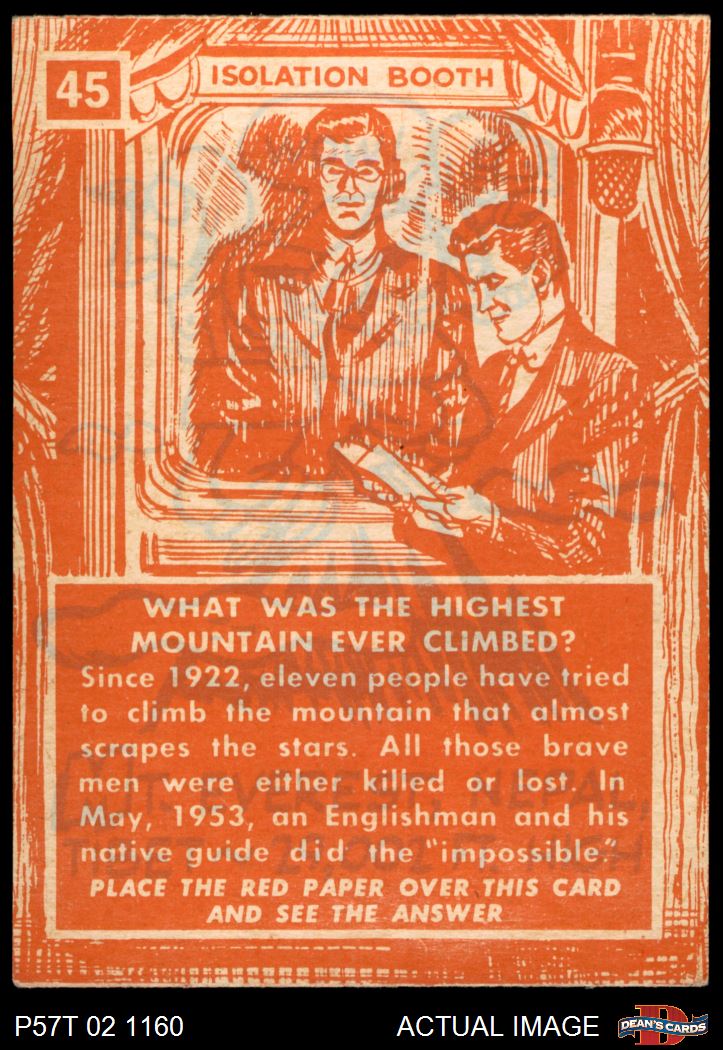 45
ISOLATION BOOTH
WHAT WAS THE HIGHEST
MOUNTAIN EVER CLIMBED?
Since 1922, eleven people have tried
to climb the mountain that almost
scrapes the stars. All those brave
men were either killed or lost. In
May, 1953, an Englishman and his
native guide did the "impossible."
PLACE THE RED PAPER OVER THIS CARD
AND SEE THE ANSWER
MT. EVEREST, NEPAL,
P57T 02 1160
ACTUAL IMAGE
DEAN'S CARDS